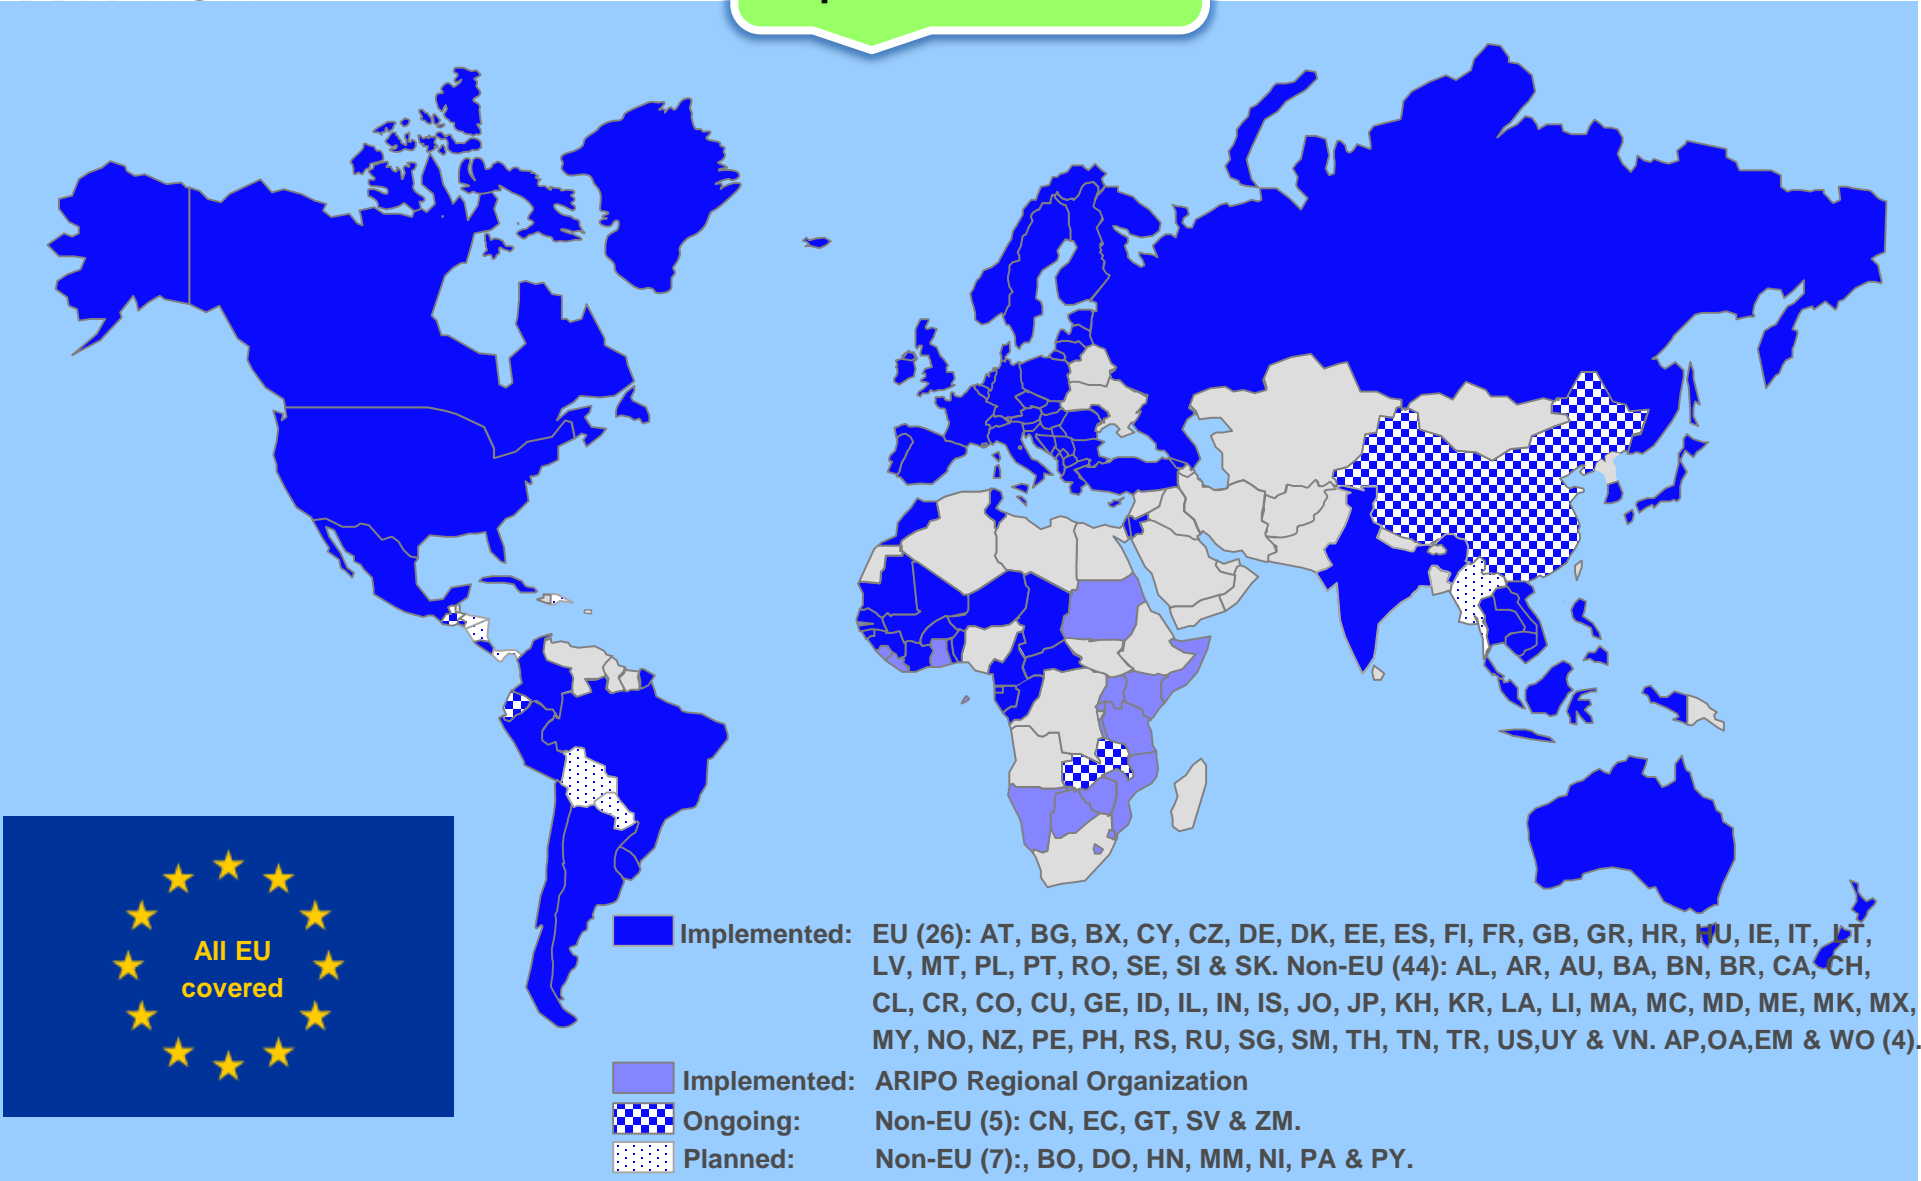 All EU
covered
Implemented: EU (26): AT, BG, BX, CY, CZ, DE, DK, EE, ES, FI, FR, GB, GR, HR, HU, IE, IT, LT,
LV, MT, PL, PT, RO, SE, SI & SK. Non-EU (44): AL, AR, AU, BA, BN, BR, CA, CH,
CL, CR, CO, CU, GE, ID, IL, IN, IS, JO, JP, KH, KR, LA, LI, MA, MC, MD, ME, MK, MX,
MY, NO, NZ, PE, PH, RS, RU, SG, SM, TH, TN, TR, US,UY & VN. AP,OA,EM & WO (4).
Implemented: ARIPO Regional Organization
Ongoing: Non-EU (5): CN, EC, GT, SV & ZM.
Planned: Non-EU (7):, BO, DO, HN, MM, NI, PA & PY.